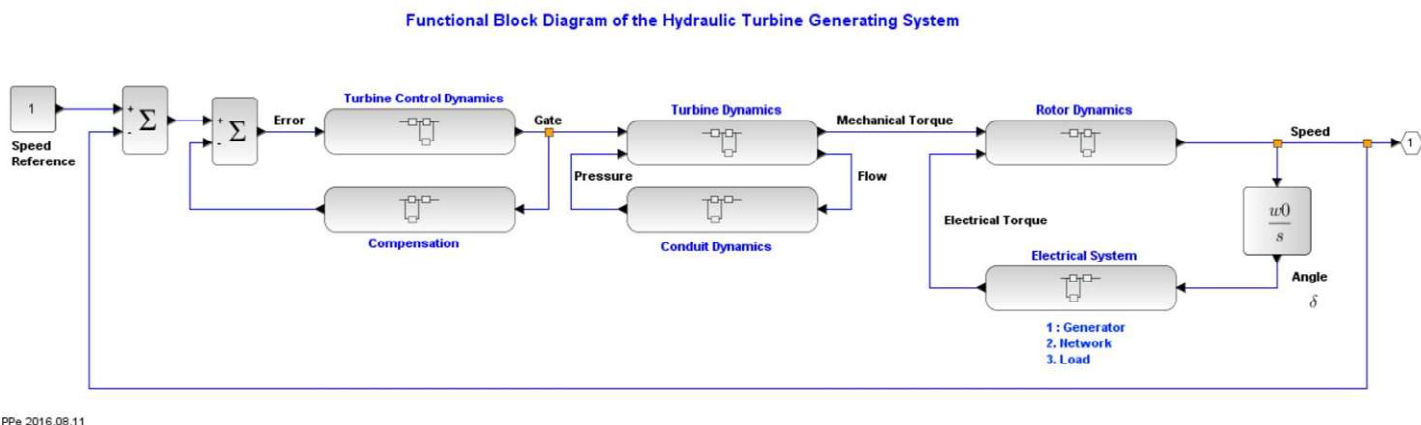 Functional Block Diagram of the Hydraulic Turbine Generating System
1
Speed
Reference
+
-
Σ
+
-
Σ
Error
Turbine Control Dynamics
Gate
Compensation
Turbine Dynamics
Pressure
Flow
Conduit Dynamics
Mechanical Torque
Rotor Dynamics
Speed
1
w0
s
Electrical Torque
Electrical System
Angle
δ
1 : Generator
2. Network
3. Load
PPe 2016.08.11